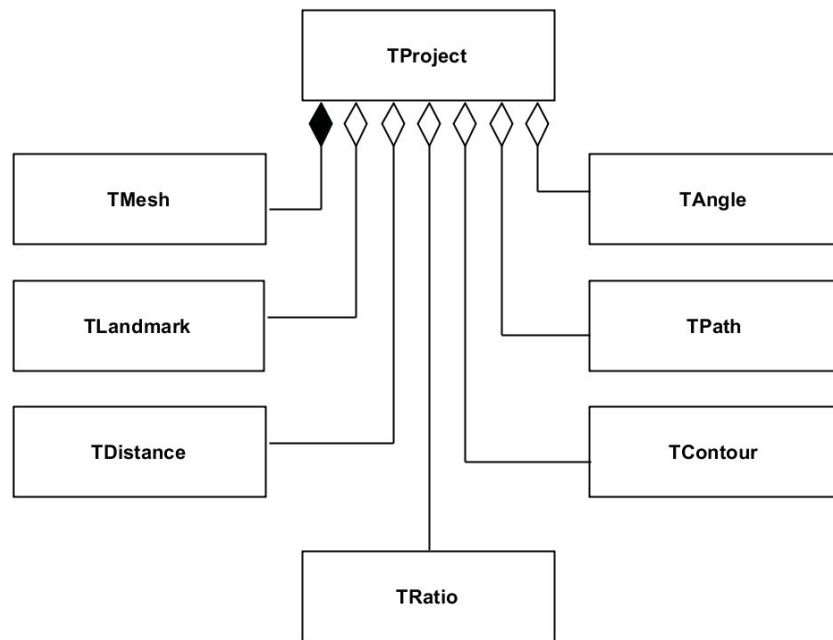 TProject
TMesh
TAngle
TLandmark
TPath
TDistance
TContour
TRatio